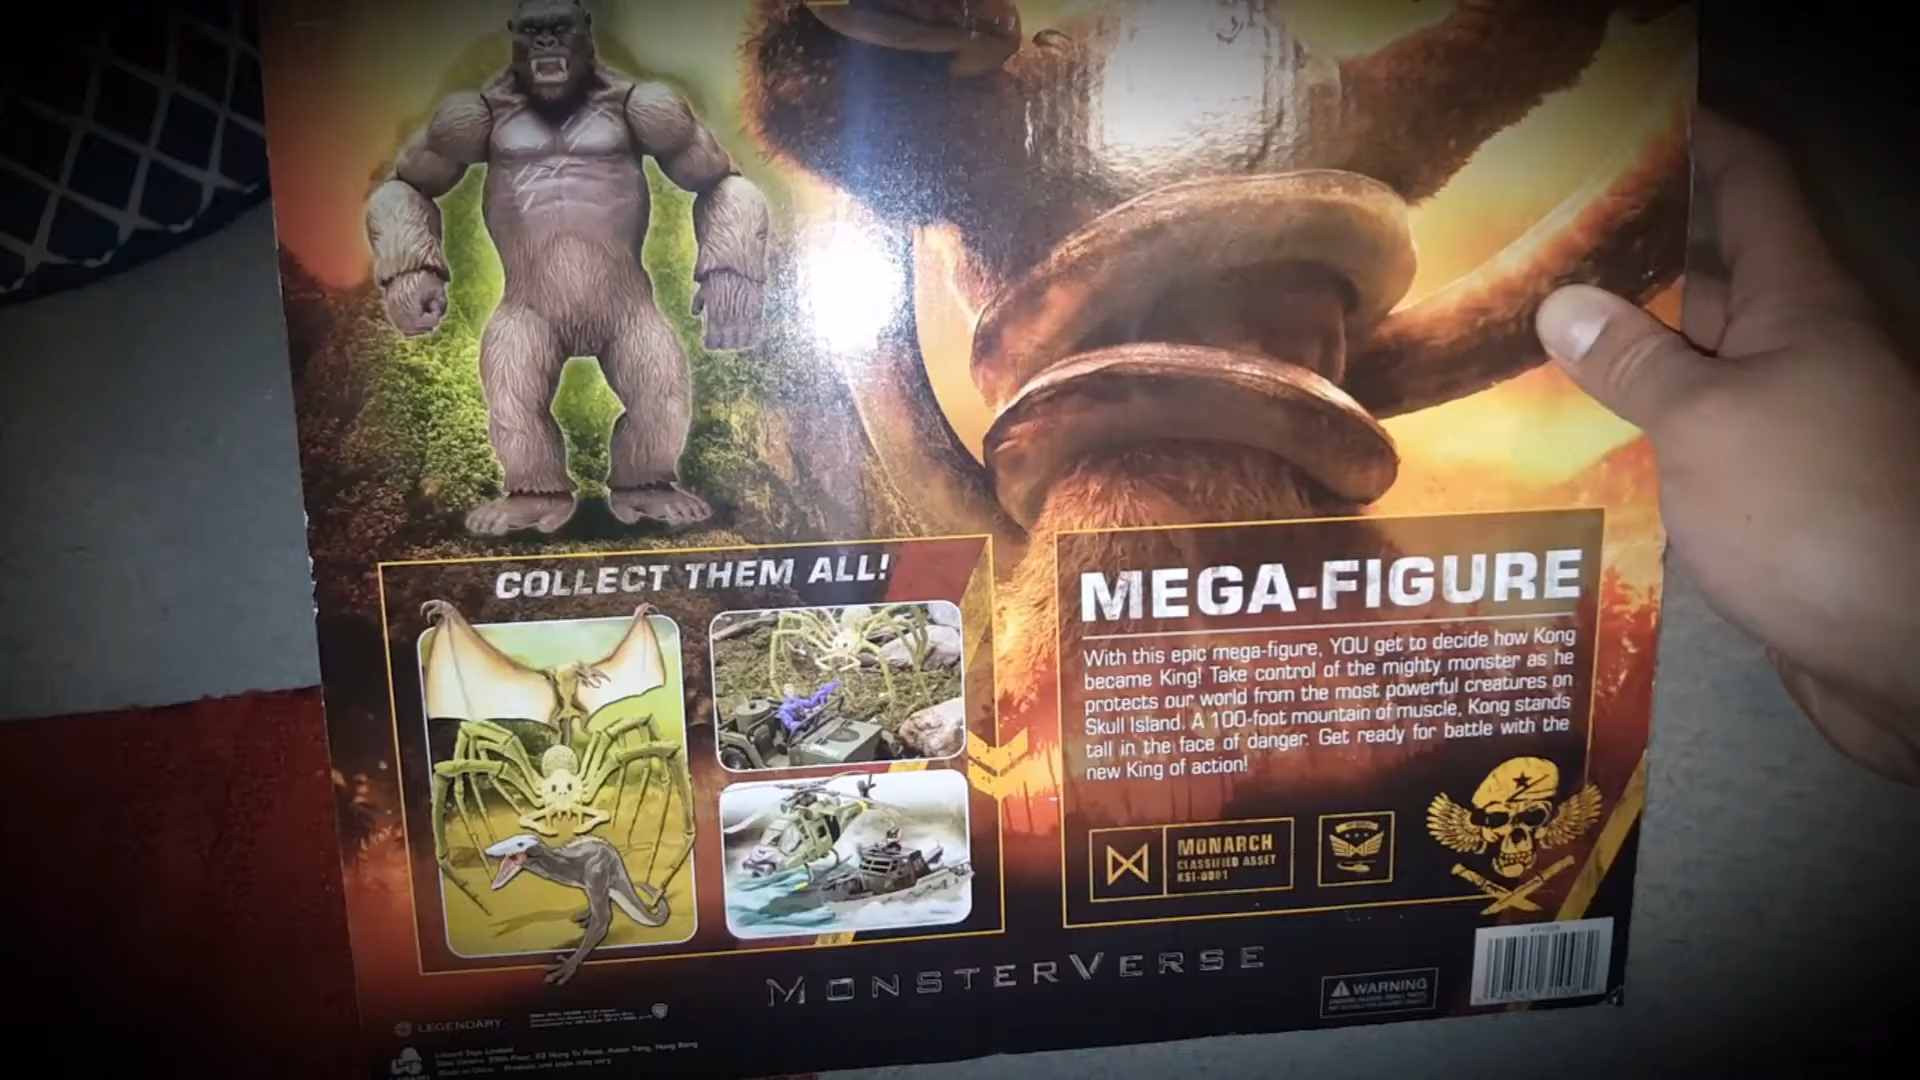 COLLECT THEM ALL!
MEGA-FIGURE
With this epic mega-figure, YOU get to decide how Kong
became King! Take control of the mighty monster as he
protects our world from the most powerful creatures on
Skull Island. A 100-foot mountain of muscle, Kong stands
tall in the face of danger. Get ready for battle with the
new King of action!
MONARCH
CLASSIFIED ASSET
KSI-0001
MONSTERVERSE
WARNING
LEGENDARY